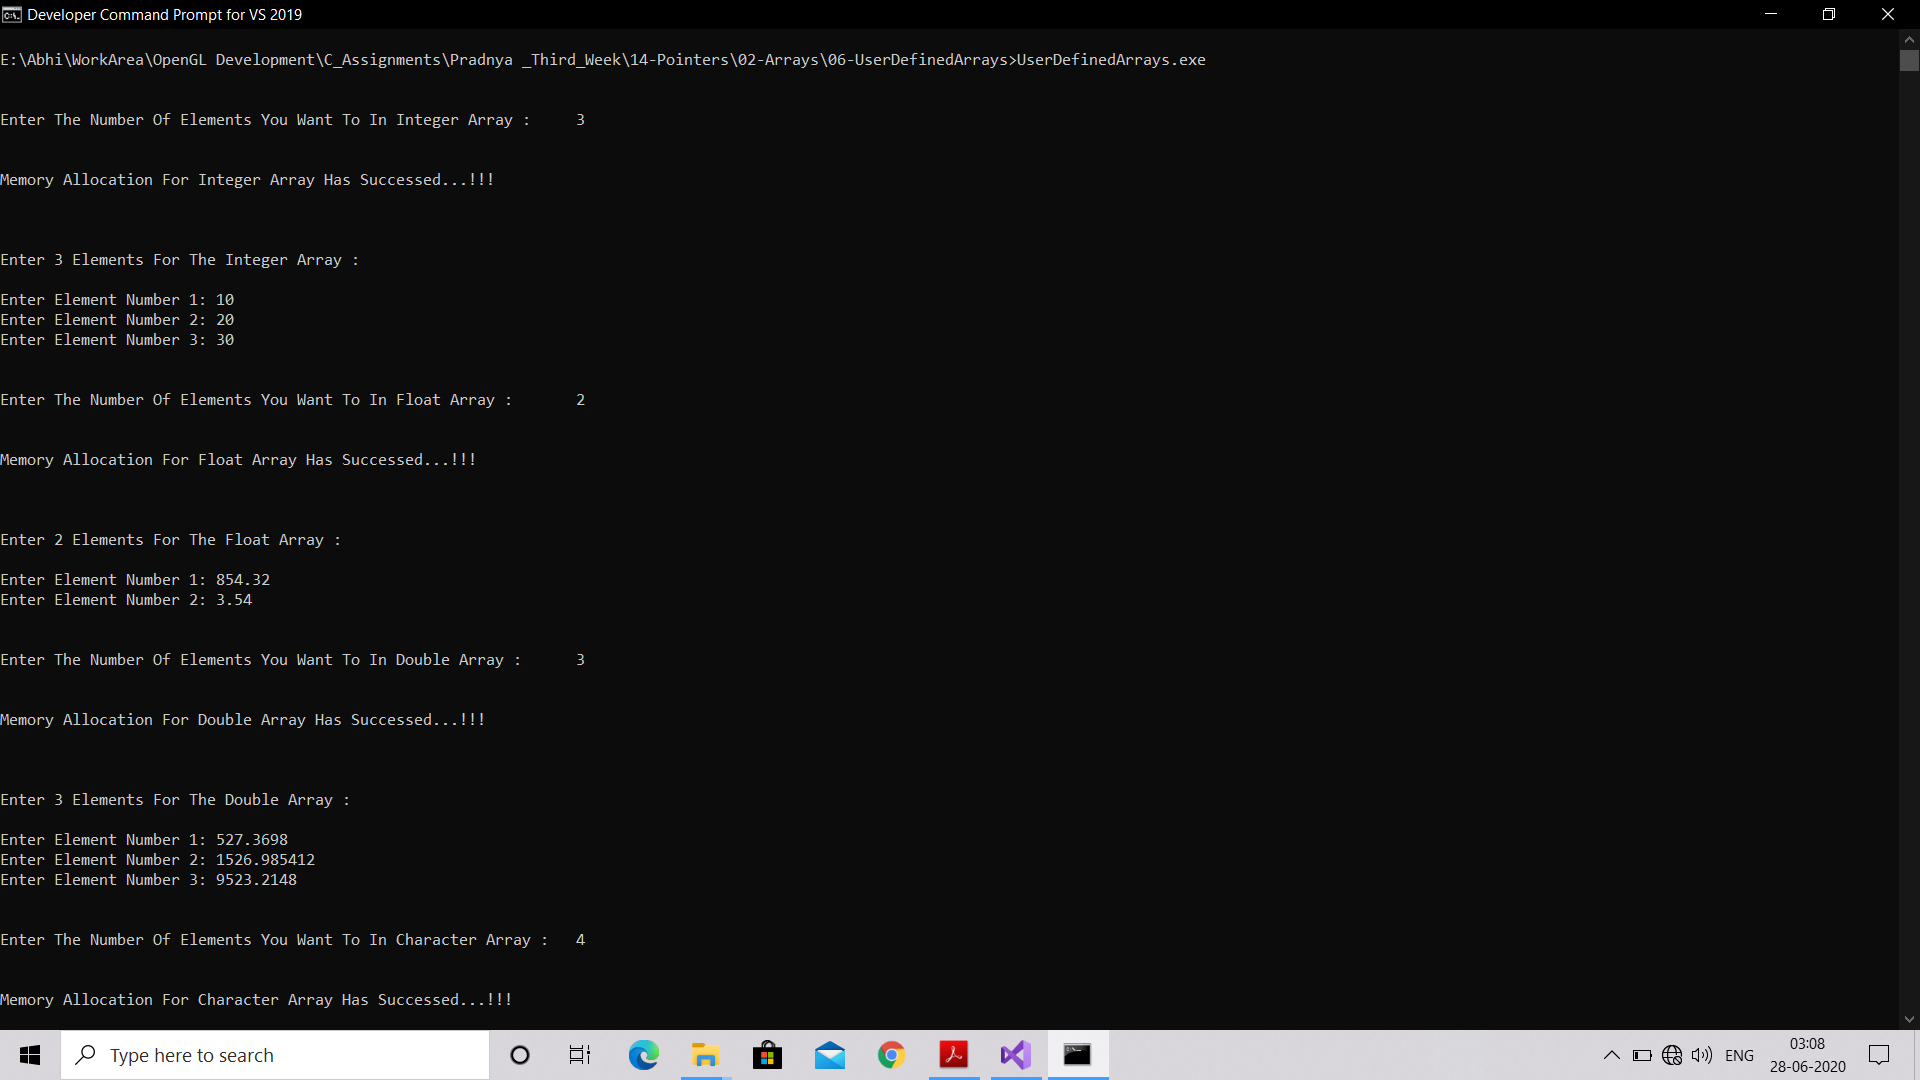 Developer Command Prompt for VS 2019
E:\Abhi\WorkArea\OpenGL Development\C_Assignments\Pradnya _Third_Week\14-Pointers\02-Arrays\06-UserDefinedArrays>UserDefinedArrays.exe
Enter The Number Of Elements You Want To In Integer Array :     3
Memory Allocation For Integer Array Has Successed...!!!
Enter 3 Elements For The Integer Array :
Enter Element Number 1: 10
Enter Element Number 2: 20
Enter Element Number 3: 30
Enter The Number Of Elements You Want To In Float Array :       2
Memory Allocation For Float Array Has Successed...!!!
Enter 2 Elements For The Float Array :
Enter Element Number 1: 854.32
Enter Element Number 2: 3.54
Enter The Number Of Elements You Want To In Double Array :      3
Memory Allocation For Double Array Has Successed...!!!
Enter 3 Elements For The Double Array :
Enter Element Number 1: 527.3698
Enter Element Number 2: 1526.985412
Enter Element Number 3: 9523.2148
Enter The Number Of Elements You Want To In Character Array :   4
Memory Allocation For Character Array Has Successed...!!!
Type here to search
ENG
03:08
28-06-2020